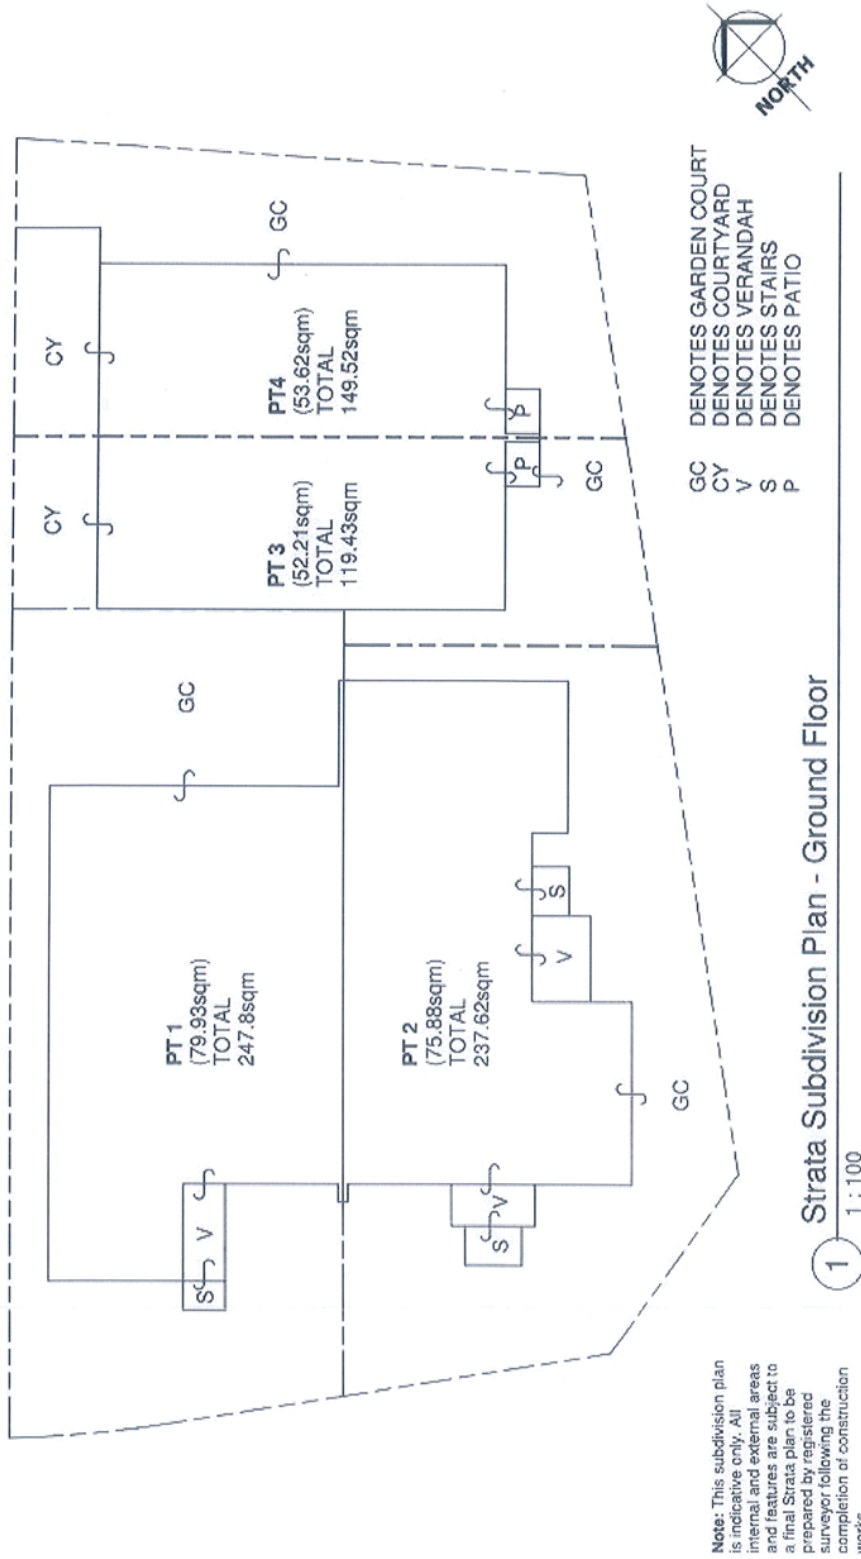 NORTH
CY
CY
GC
PT4
(53.62sqm)
TOTAL
149.52sqm
PT 3
(52.21sqm)
TOTAL
119.43sqm
P
P
GC
GC
PT 1
(79.93sqm)
TOTAL
247.8sqm
V
S
PT 2
(75.88sqm)
TOTAL
237.62sqm
S
V
V
S
GC
GC DENOTES GARDEN COURT
CY DENOTES COURTYARD
V DENOTES VERANDAH
S DENOTES STAIRS
P DENOTES PATIO
1 Strata Subdivision Plan - Ground Floor
1 : 100
Note: This subdivision plan
is indicative only. All
internal and external areas
and features are subject to
a final Strata plan to be
prepared by registered
surveyor following the
completion of construction